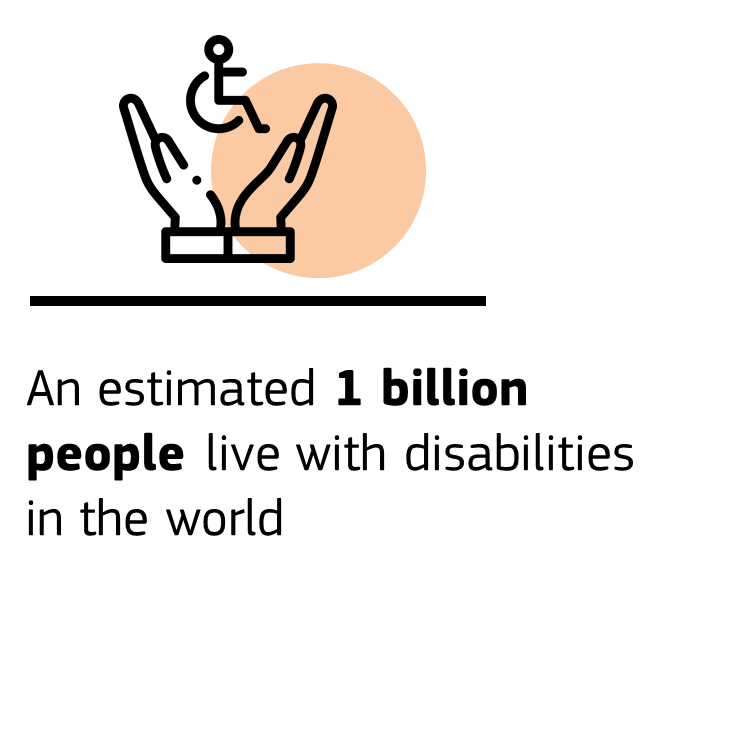 An estimated 1 billion
people live with disabilities
in the world